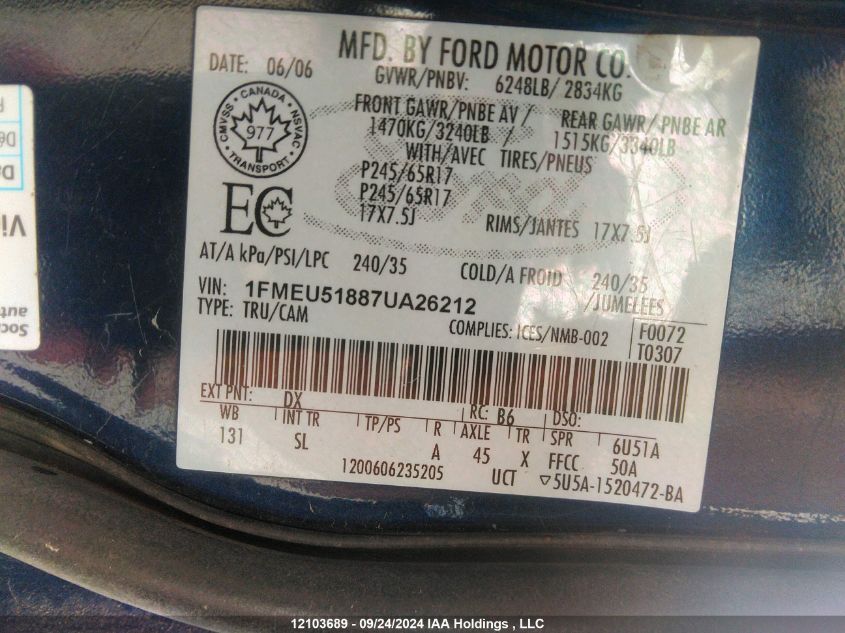 MFD. BY FORD MOTOR CO.
DATE: 06/06 GVWR/PNBV: 6248LB/ 2834KG
CMVSS • CANADA • NSVAC
977
TRANSPORT
FRONT GAWR/PNBE AV / REAR GAWR/ PNBE AR
1470KG/3240LB / 1515KG/3340LB
WITH/AVEC TIRES/PNEUS
P245/65R17
P245/65R17
17X7.5J RIMS/JANTES 17X7.5J
EC
AT/A kPa/PSI/LPC 240/35 COLD/A FROID 240/35
/JUMELEES
VIN: 1FMEU51887UA26212
TYPE: TRU/CAM COMPLIES: ICES/NMB-002
F0072
T0307
EXT PNT: DX RC: B6 DSO:
WB INT TR TP/PS R AXLE TR SPR 6U51A
131 SL A 45 X FFCC 50A
1200606235205 UCT ▽5U5A-1520472-BA
Vi
Soc
auto
12103689 - 09/24/2024 IAA Holdings , LLC